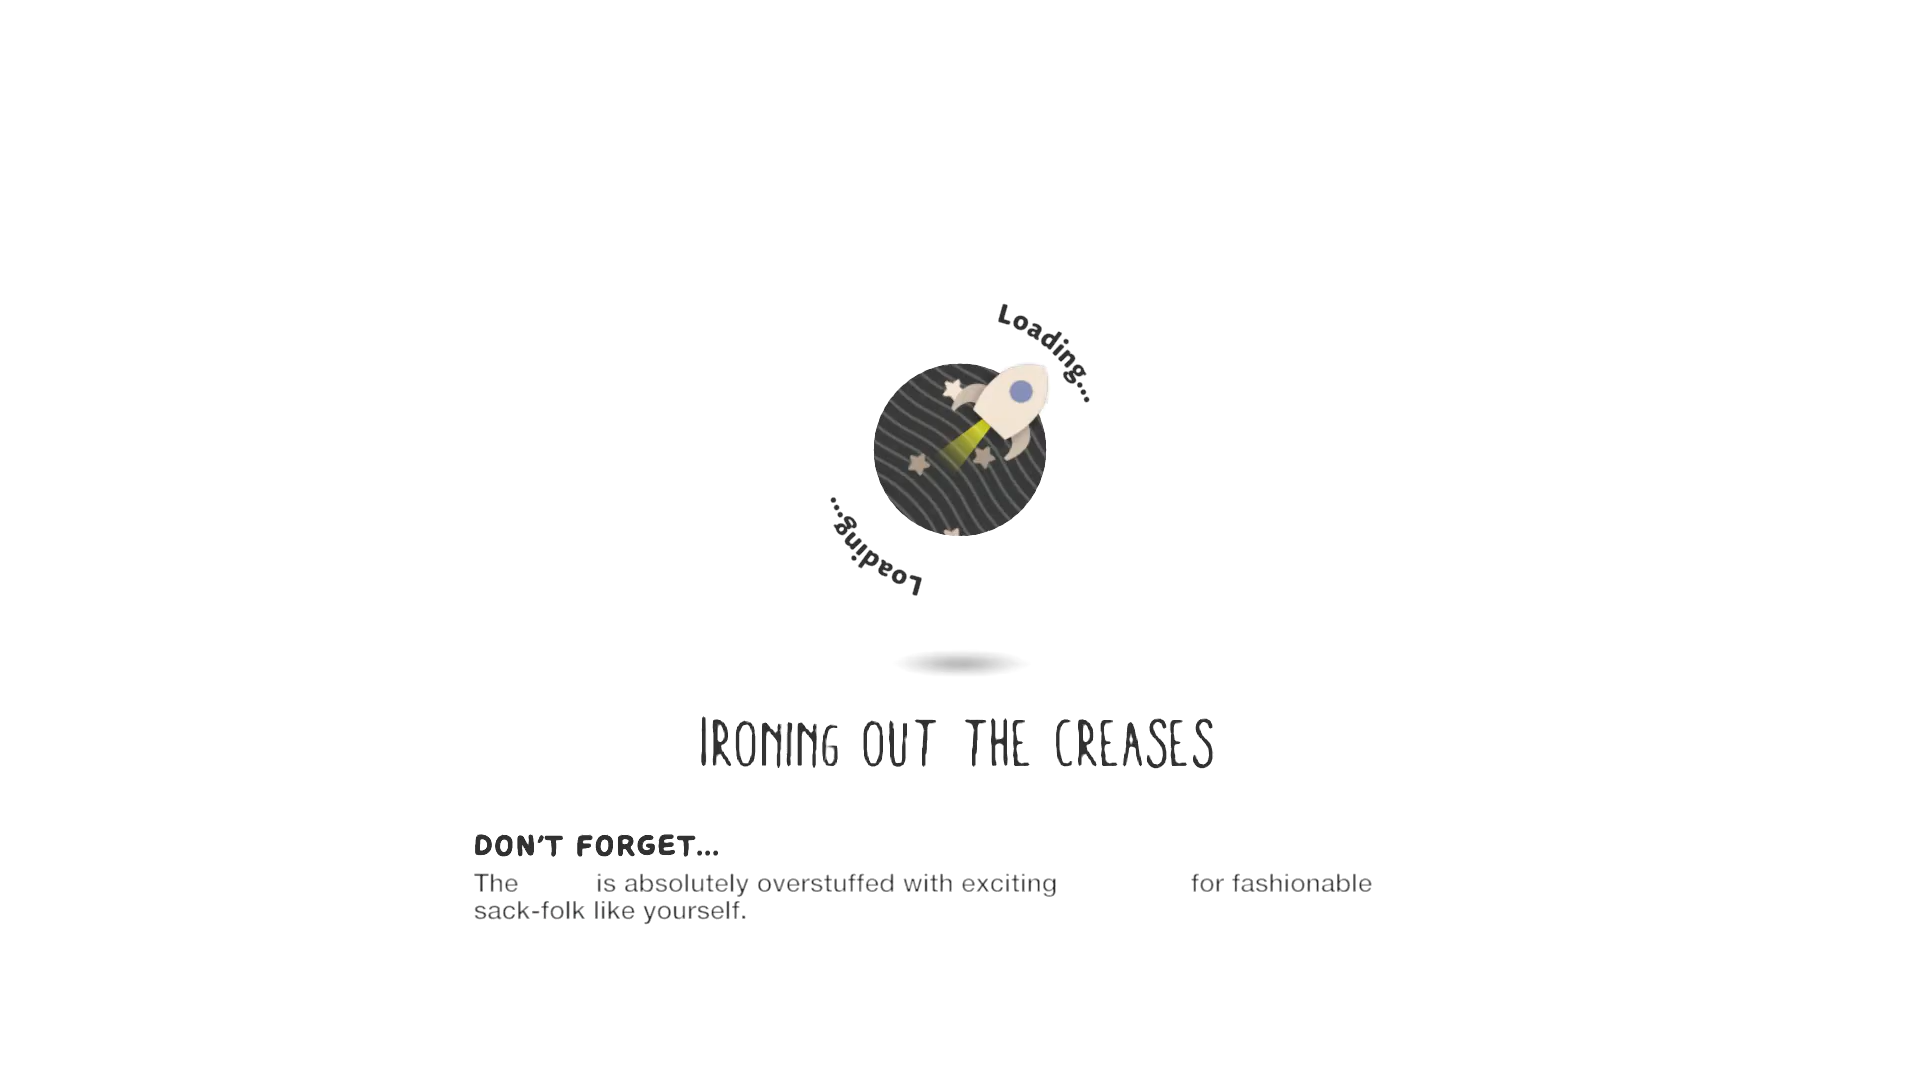 Loading...
Loading...
IRONING OUT THE CREASES
DON'T FORGET...
The is absolutely overstuffed with exciting for fashionable
sack-folk like yourself.